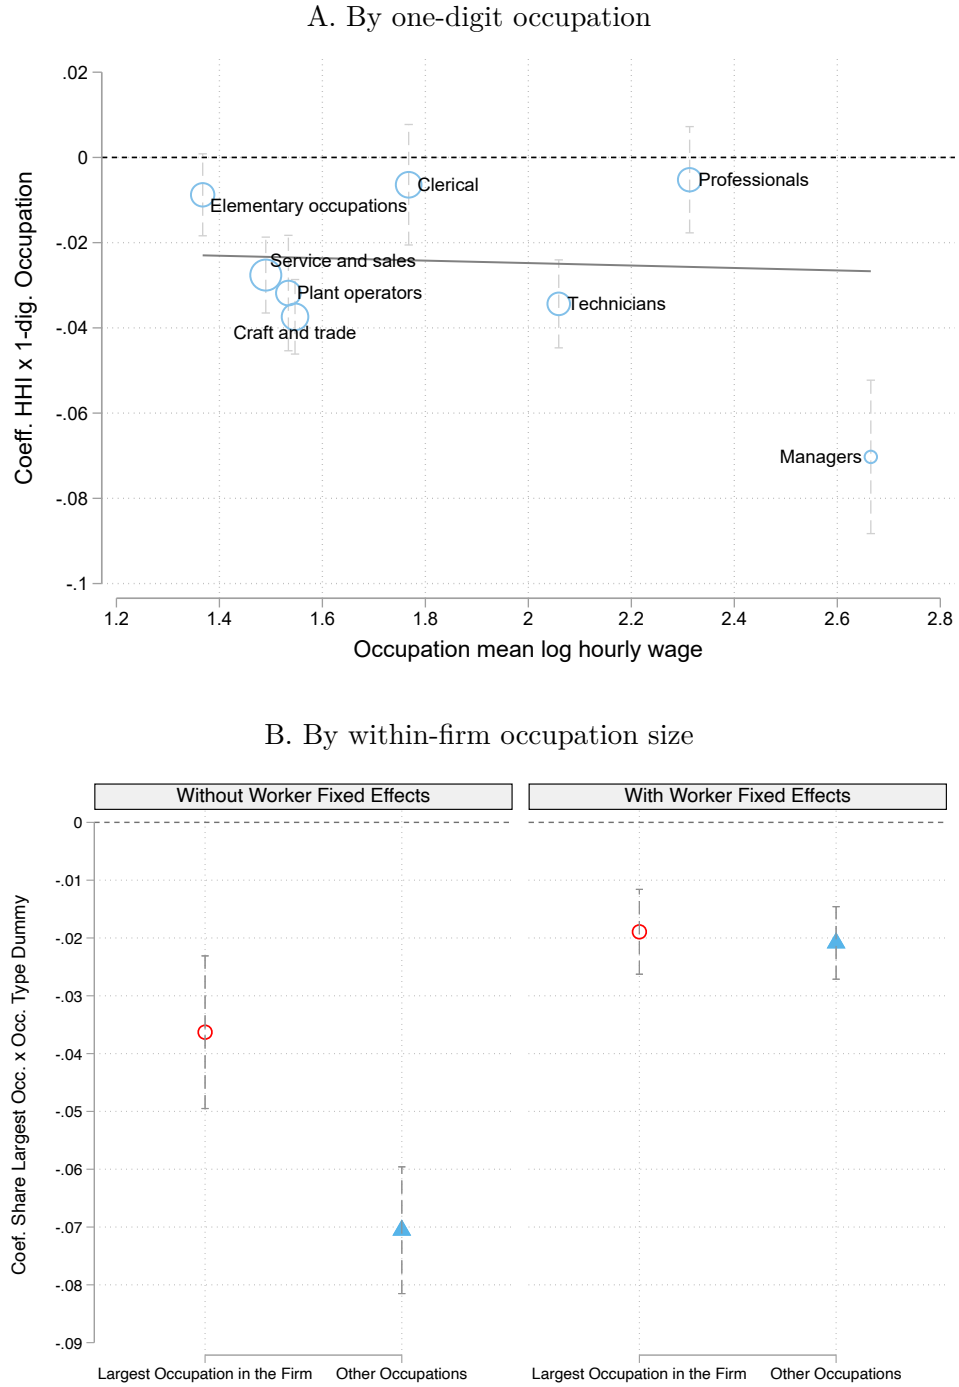 A. By one-digit occupation
.02
0
-.02
-.04
-.06
-.08
-.1
Coeff. HHI x 1-dig. Occupation
Elementary occupations
Clerical
Professionals
Service and sales
Plant operators
Craft and trade
Technicians
Managers
1.2 1.4 1.6 1.8 2 2.2 2.4 2.6 2.8
Occupation mean log hourly wage
B. By within-firm occupation size
Without Worker Fixed Effects
With Worker Fixed Effects
0
-.01
-.02
-.03
-.04
-.05
-.06
-.07
-.08
-.09
Coef. Share Largest Occ. x Occ. Type Dummy
Largest Occupation in the Firm Other Occupations
Largest Occupation in the Firm Other Occupations